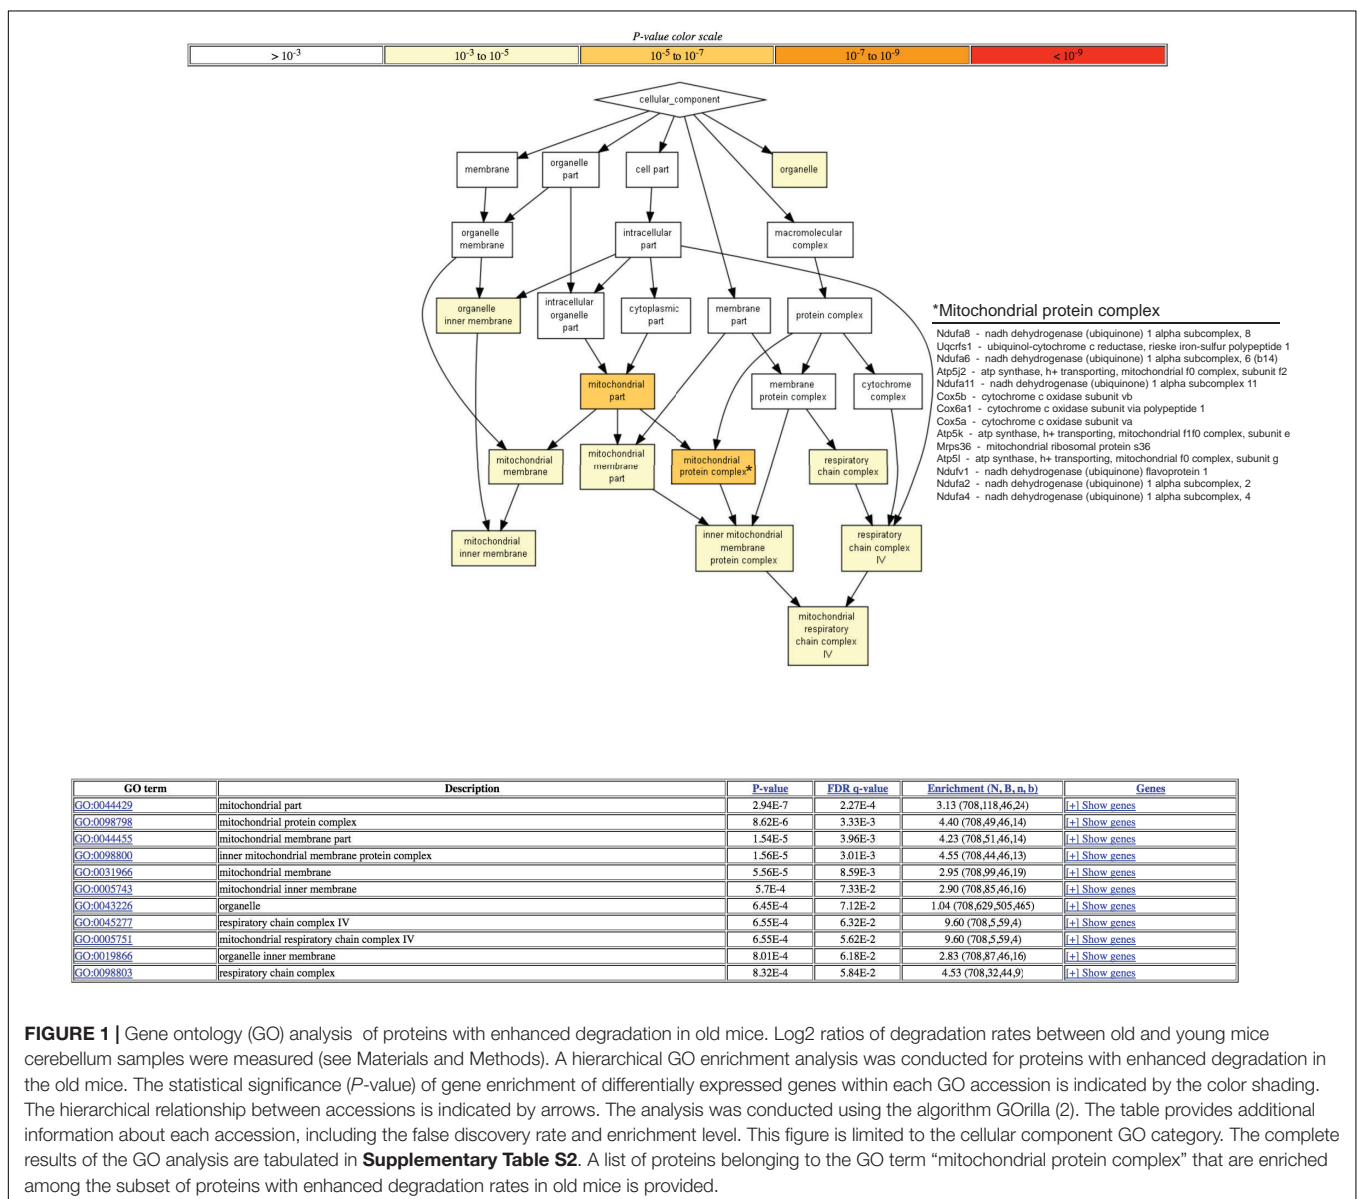 P-value color scale
> 10-3
10-3 to 10-5
10-5 to 10-7
10-7 to 10-9
< 10-9
cellular_component
membrane
organelle
part
cell part
organelle
organelle
membrane
intracellular
part
macromolecular
complex
organelle
inner membrane
intracellular
organelle
part
cytoplasmic
part
membrane
part
protein complex
mitochondrial
part
membrane
protein complex
cytochrome
complex
mitochondrial
membrane
mitochondrial
membrane
part
mitochondrial
protein complex*
respiratory
chain complex
mitochondrial
inner membrane
inner mitochondrial
membrane
protein complex
respiratory
chain complex
IV
mitochondrial
respiratory
chain complex
IV
*Mitochondrial protein complex
Ndufa8 - nadh dehydrogenase (ubiquinone) 1 alpha subcomplex, 8
Uqcrfs1 - ubiquinol-cytochrome c reductase, rieske iron-sulfur polypeptide 1
Ndufa6 - nadh dehydrogenase (ubiquinone) 1 alpha subcomplex, 6 (b14)
Atp5j2 - atp synthase, h+ transporting, mitochondrial f0 complex, subunit f2
Ndufa11 - nadh dehydrogenase (ubiquinone) 1 alpha subcomplex 11
Cox5b - cytochrome c oxidase subunit vb
Cox6a1 - cytochrome c oxidase subunit via polypeptide 1
Cox5a - cytochrome c oxidase subunit va
Atp5k - atp synthase, h+ transporting, mitochondrial f1f0 complex, subunit e
Mrps36 - mitochondrial ribosomal protein s36
Atp5l - atp synthase, h+ transporting, mitochondrial f0 complex, subunit g
Ndufv1 - nadh dehydrogenase (ubiquinone) flavoprotein 1
Ndufa2 - nadh dehydrogenase (ubiquinone) 1 alpha subcomplex, 2
Ndufa4 - nadh dehydrogenase (ubiquinone) 1 alpha subcomplex, 4
GO term Description P-value FDR q-value Enrichment (N, B, n, b) Genes
GO:0044429 mitochondrial part 2.94E-7 2.27E-4 3.13 (708,118,46,24) [+] Show genes
GO:0098798 mitochondrial protein complex 8.62E-6 3.33E-3 4.40 (708,49,46,14) [+] Show genes
GO:0044455 mitochondrial membrane part 1.54E-5 3.96E-3 4.23 (708,51,46,14) [+] Show genes
GO:0098800 inner mitochondrial membrane protein complex 1.56E-5 3.01E-3 4.55 (708,44,46,13) [+] Show genes
GO:0031966 mitochondrial membrane 5.56E-5 8.59E-3 2.95 (708,99,46,19) [+] Show genes
GO:0005743 mitochondrial inner membrane 5.7E-4 7.33E-2 2.90 (708,85,46,16) [+] Show genes
GO:0043226 organelle 6.45E-4 7.12E-2 1.04 (708,629,505,465) [+] Show genes
GO:0045277 respiratory chain complex IV 6.55E-4 6.32E-2 9.60 (708,5,59,4) [+] Show genes
GO:0005751 mitochondrial respiratory chain complex IV 6.55E-4 5.62E-2 9.60 (708,5,59,4) [+] Show genes
GO:0019866 organelle inner membrane 8.01E-4 6.18E-2 2.83 (708,87,46,16) [+] Show genes
GO:0098803 respiratory chain complex 8.32E-4 5.84E-2 4.53 (708,32,44,9) [+] Show genes
FIGURE 1 | Gene ontology (GO) analysis of proteins with enhanced degradation in old mice. Log2 ratios of degradation rates between old and young mice
cerebellum samples were measured (see Materials and Methods). A hierarchical GO enrichment analysis was conducted for proteins with enhanced degradation in
the old mice. The statistical significance (P-value) of gene enrichment of differentially expressed genes within each GO accession is indicated by the color shading.
The hierarchical relationship between accessions is indicated by arrows. The analysis was conducted using the algorithm GOrilla (2). The table provides additional
information about each accession, including the false discovery rate and enrichment level. This figure is limited to the cellular component GO category. The complete
results of the GO analysis are tabulated in Supplementary Table S2. A list of proteins belonging to the GO term “mitochondrial protein complex” that are enriched
among the subset of proteins with enhanced degradation rates in old mice is provided.